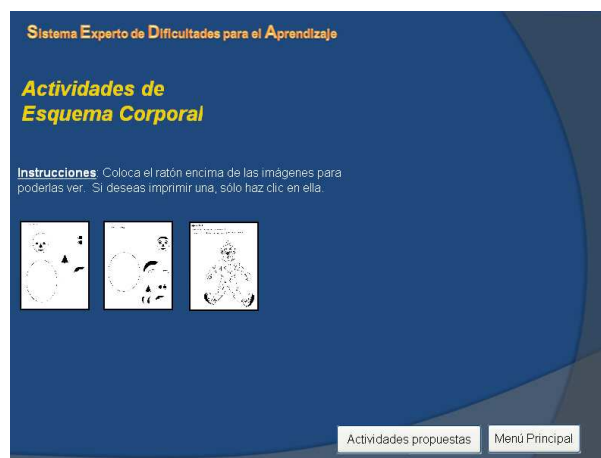 Sistema Experto de Dificultades para el Aprendizaje
Actividades de
Esquema Corporal
Instrucciones: Coloca el ratón encima de las imágenes para
poderlas ver. Si deseas imprimir una, sólo haz clic en ella.
Actividades propuestas
Menú Principal